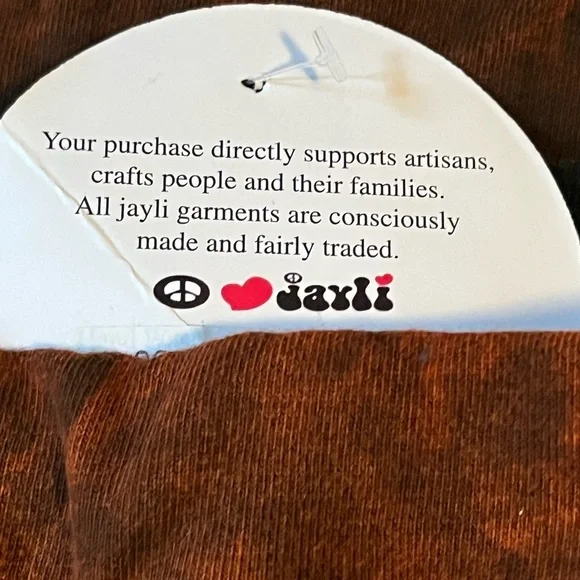 Your purchase directly supports artisans,
crafts people and their families.
All jayli garments are consciously
made and fairly traded.
jayli